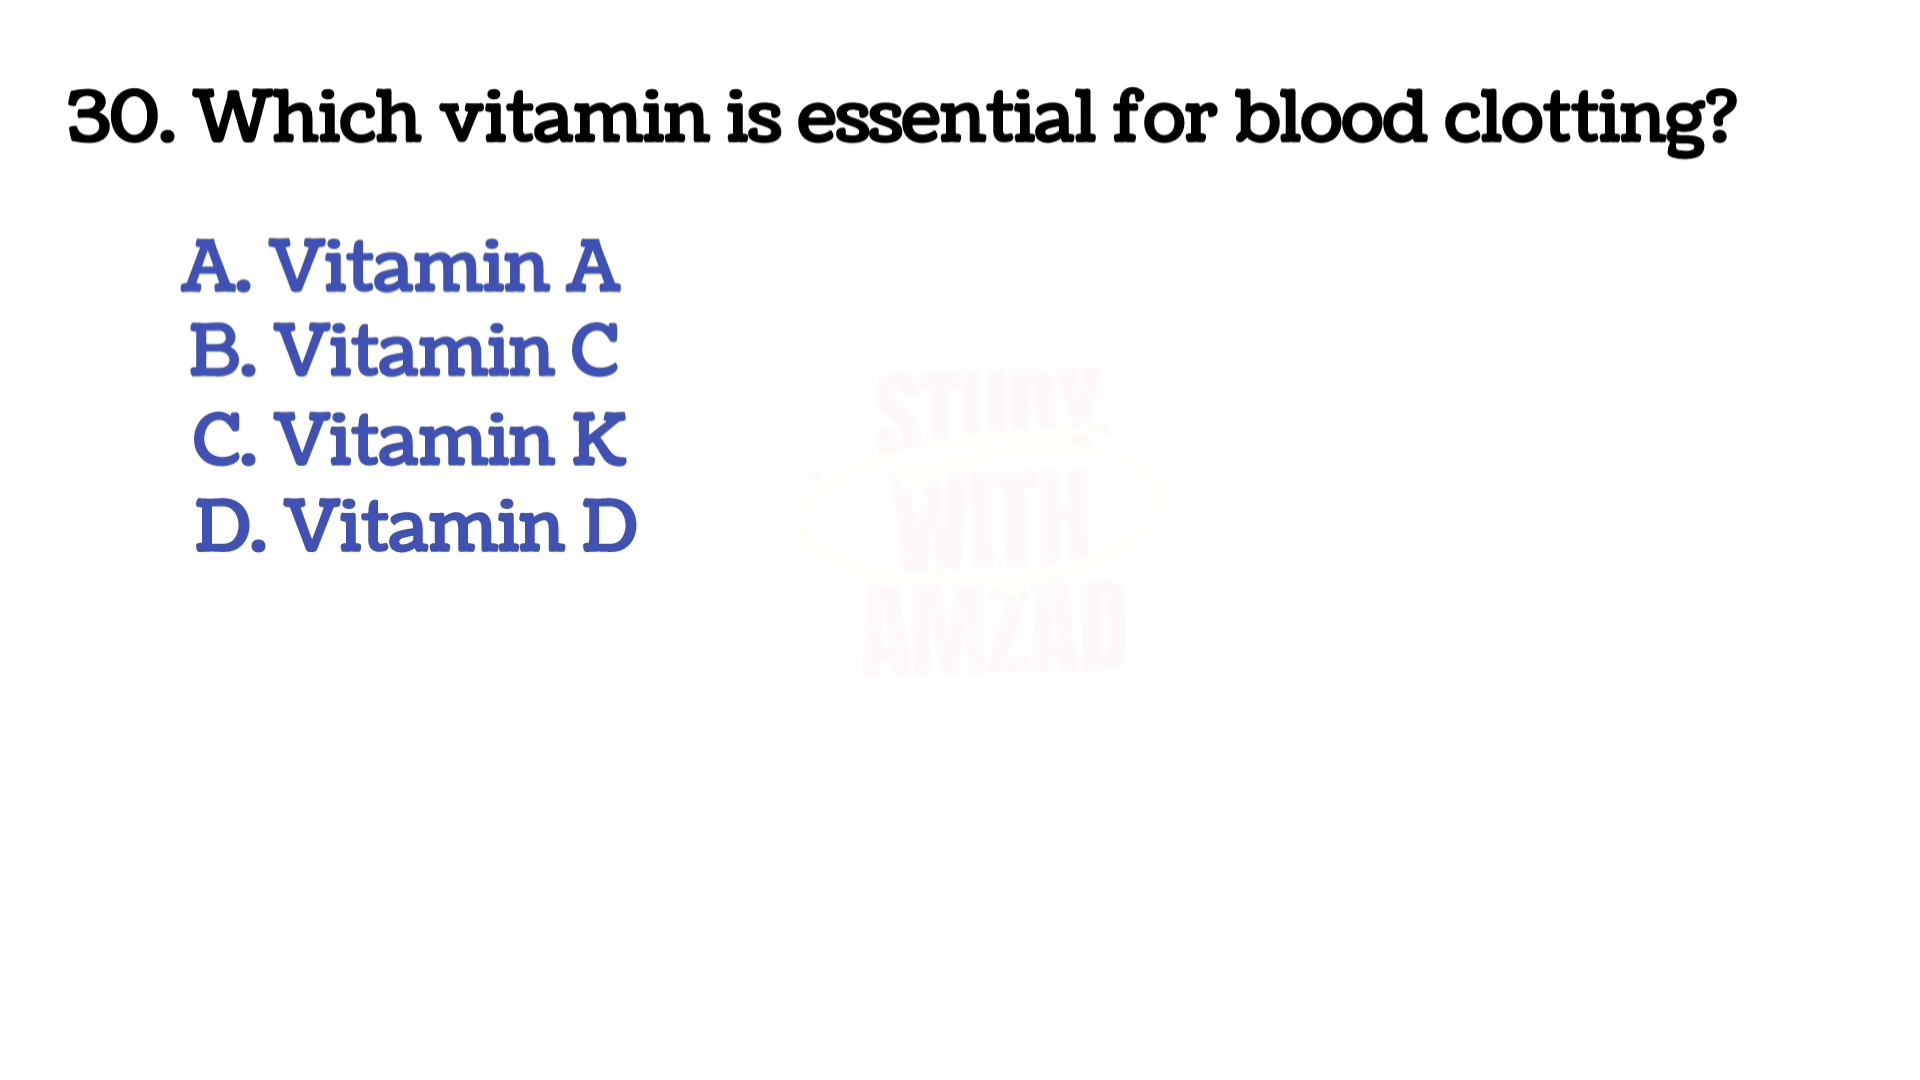 30. Which vitamin is essential for blood clotting?
A. Vitamin A
B. Vitamin C
C. Vitamin K
D. Vitamin D
STUDY
WITH
AMZAD